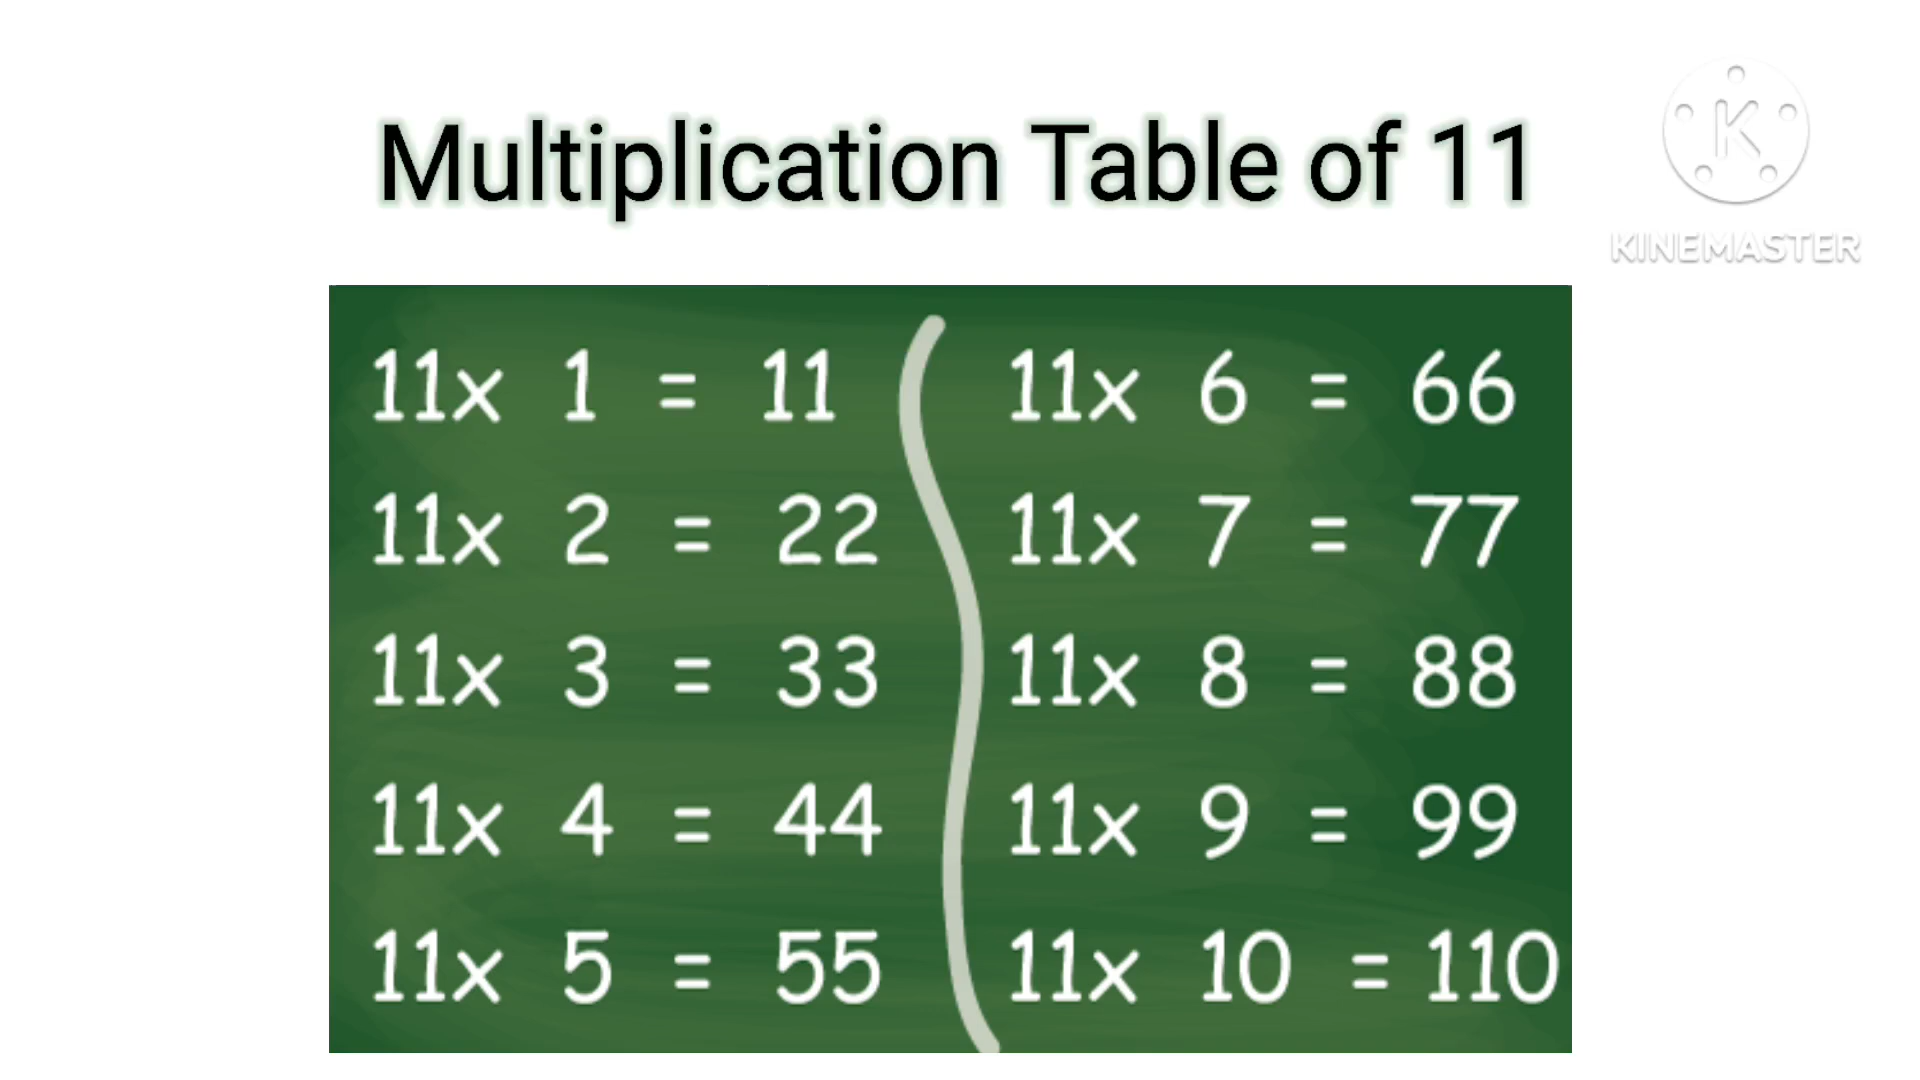 Multiplication Table of 11
K
KINEMASTER
11x 1 = 11
11x 2 = 22
11x 3 = 33
11x 4 = 44
11x 5 = 55
11x 6 = 66
11x 7 = 77
11x 8 = 88
11x 9 = 99
11x 10 = 110